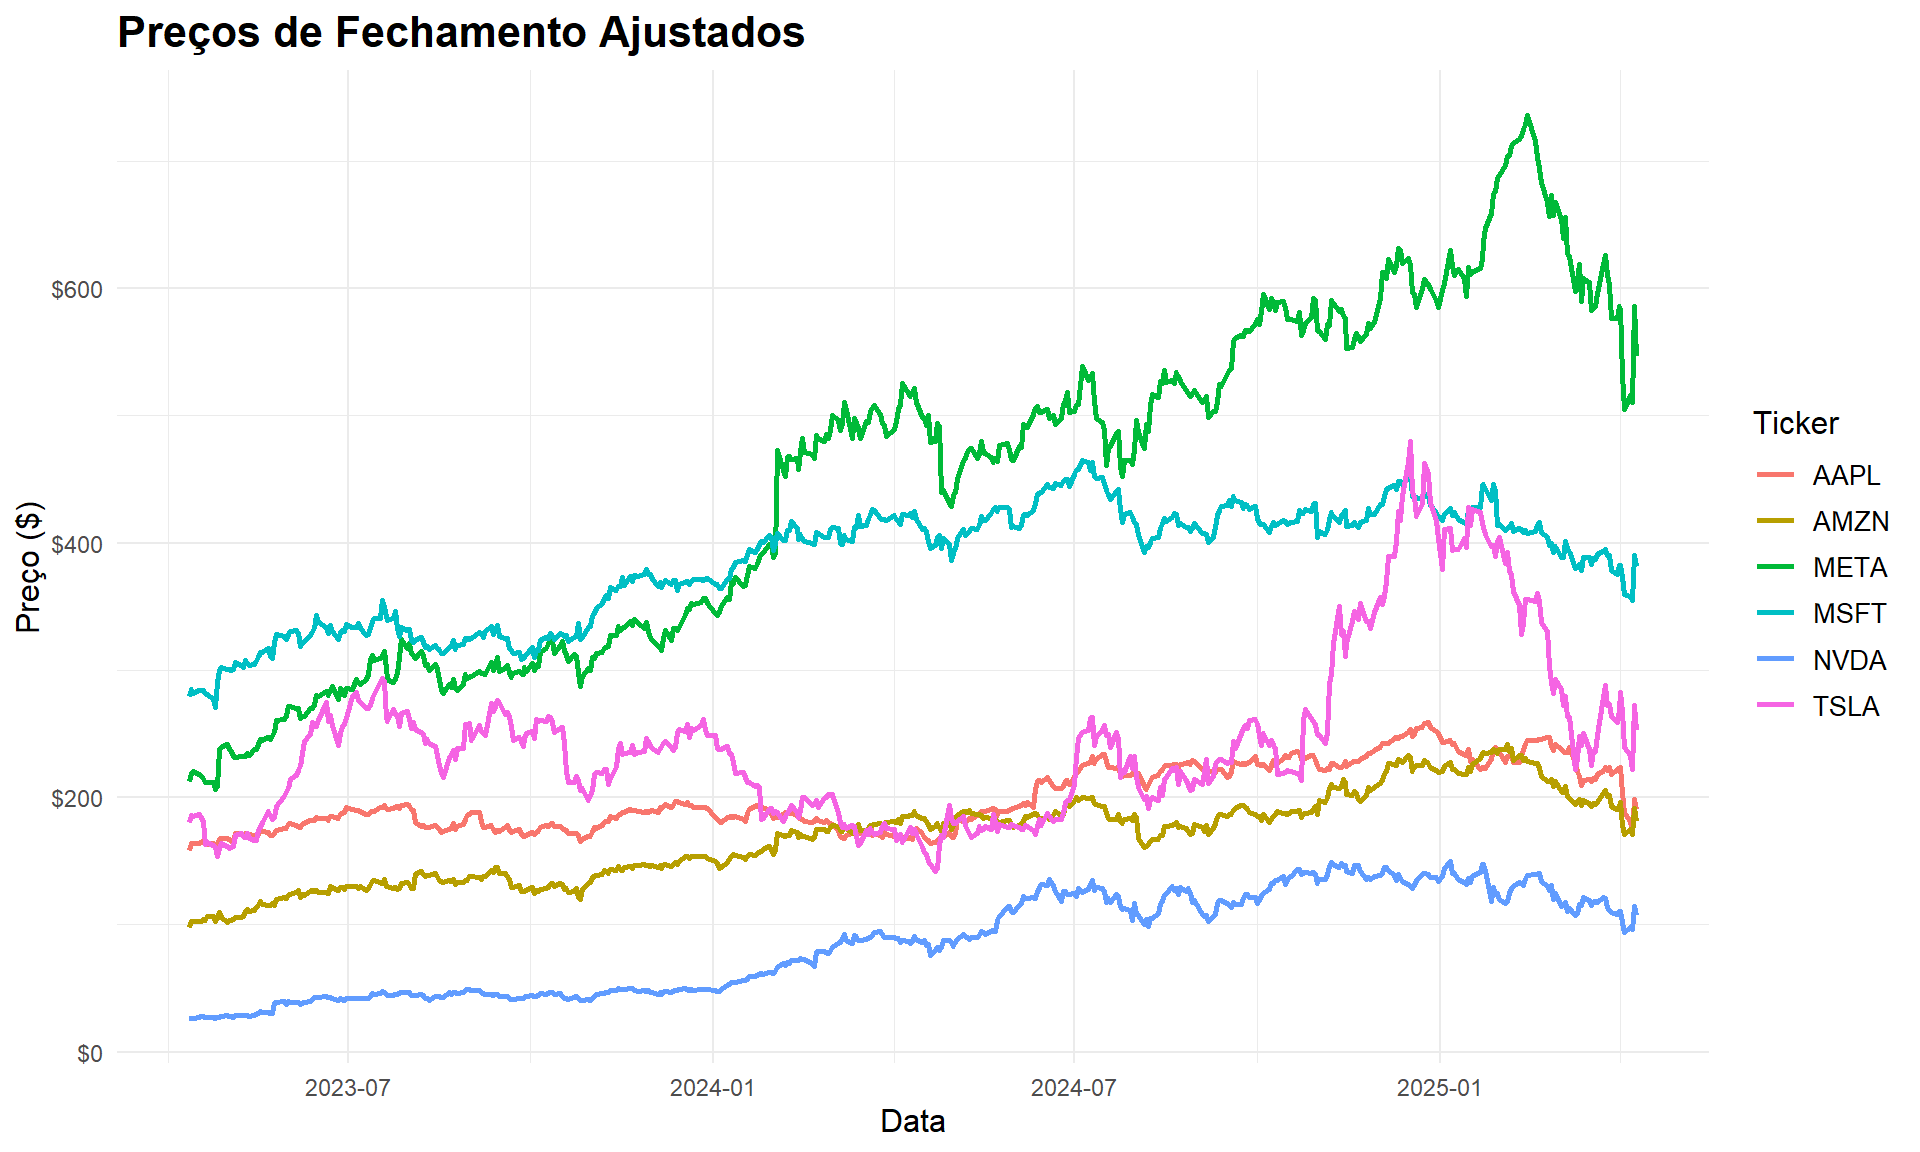 Preços de Fechamento Ajustados
Preço ($)
$600
$400
$200
$0
2023-07
2024-01
2024-07
2025-01
Data
Ticker
AAPL
AMZN
META
MSFT
NVDA
TSLA